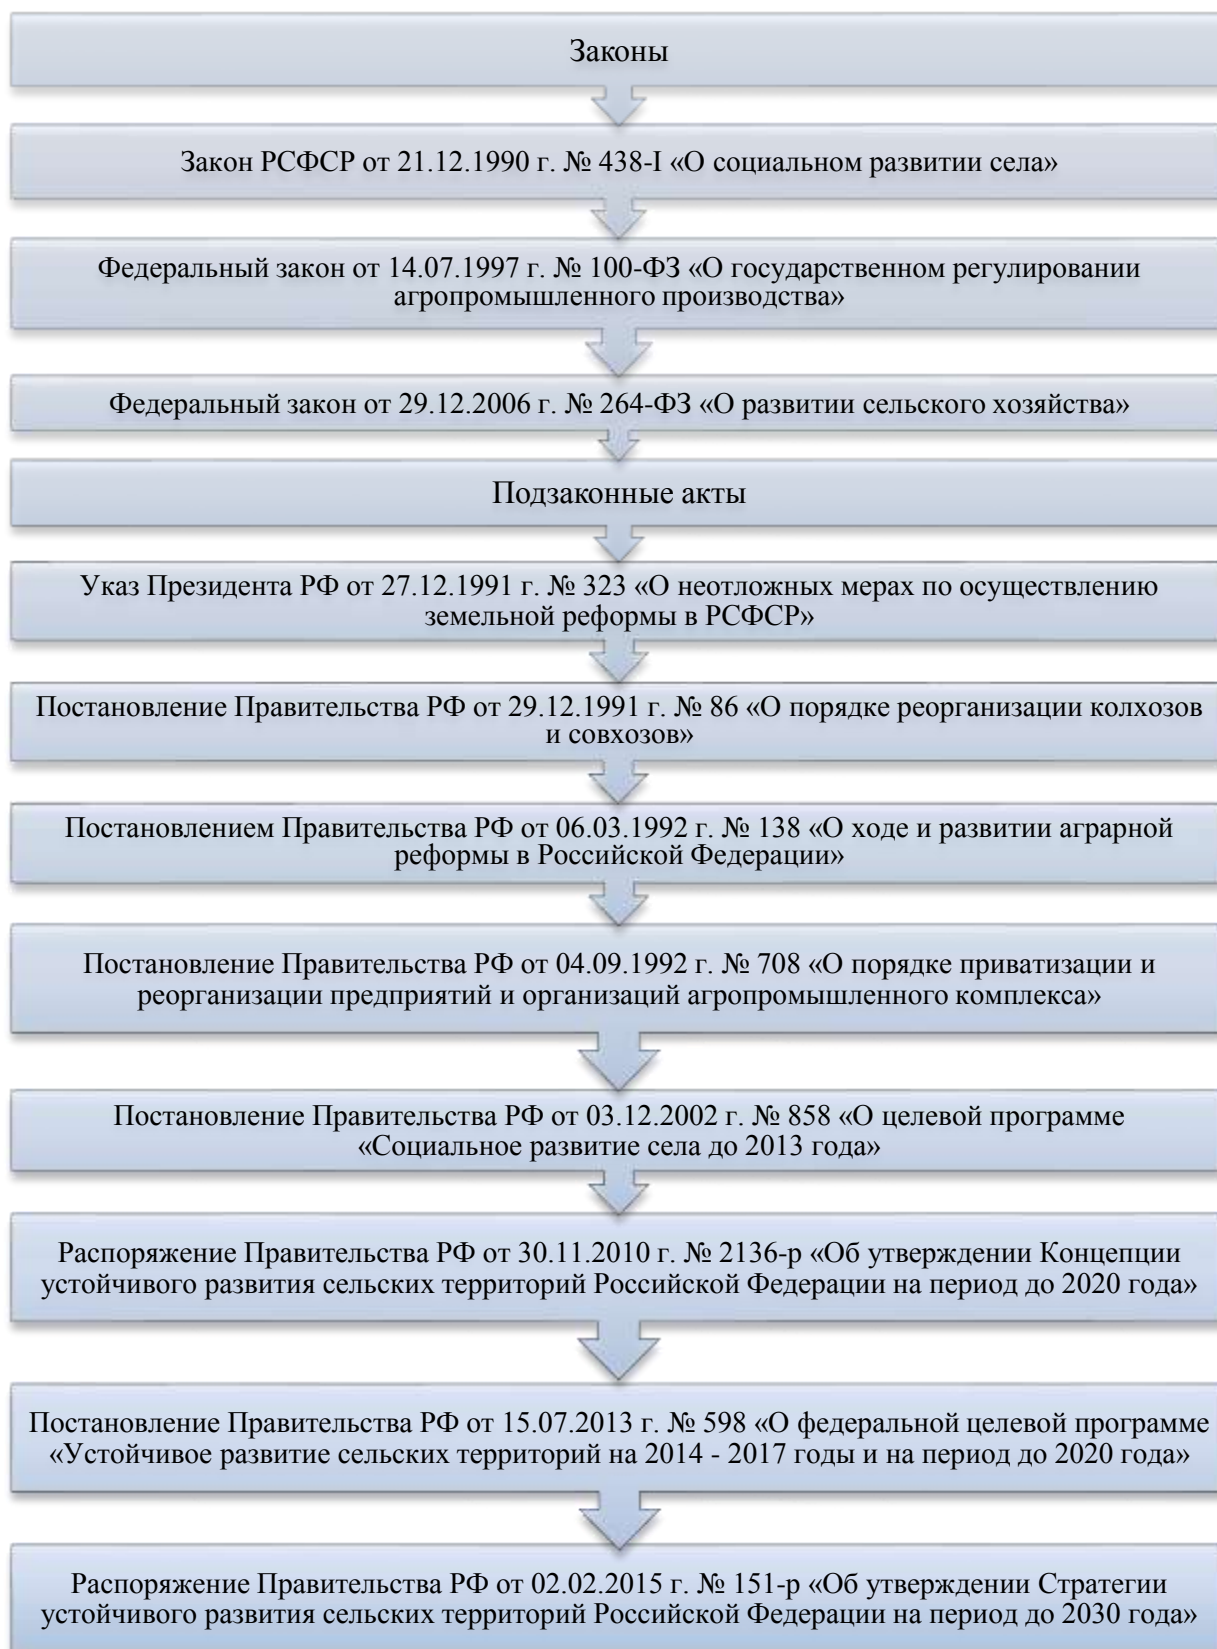 Законы
Закон РСФСР от 21.12.1990 г. № 438-I «О социальном развитии села»
Федеральный закон от 14.07.1997 г. № 100-ФЗ «О государственном регулировании
агропромышленного производства»
Федеральный закон от 29.12.2006 г. № 264-ФЗ «О развитии сельского хозяйства»
Подзаконные акты
Указ Президента РФ от 27.12.1991 г. № 323 «О неотложных мерах по осуществлению
земельной реформы в РСФСР»
Постановление Правительства РФ от 29.12.1991 г. № 86 «О порядке реорганизации колхозов
и совхозов»
Постановлением Правительства РФ от 06.03.1992 г. № 138 «О ходе и развитии аграрной
реформы в Российской Федерации»
Постановление Правительства РФ от 04.09.1992 г. № 708 «О порядке приватизации и
реорганизации предприятий и организаций агропромышленного комплекса»
Постановление Правительства РФ от 03.12.2002 г. № 858 «О целевой программе
«Социальное развитие села до 2013 года»
Распоряжение Правительства РФ от 30.11.2010 г. № 2136-р «Об утверждении Концепции
устойчивого развития сельских территорий Российской Федерации на период до 2020 года»
Постановление Правительства РФ от 15.07.2013 г. № 598 «О федеральной целевой программе
«Устойчивое развитие сельских территорий на 2014 - 2017 годы и на период до 2020 года»
Распоряжение Правительства РФ от 02.02.2015 г. № 151-р «Об утверждении Стратегии
устойчивого развития сельских территорий Российской Федерации на период до 2030 года»